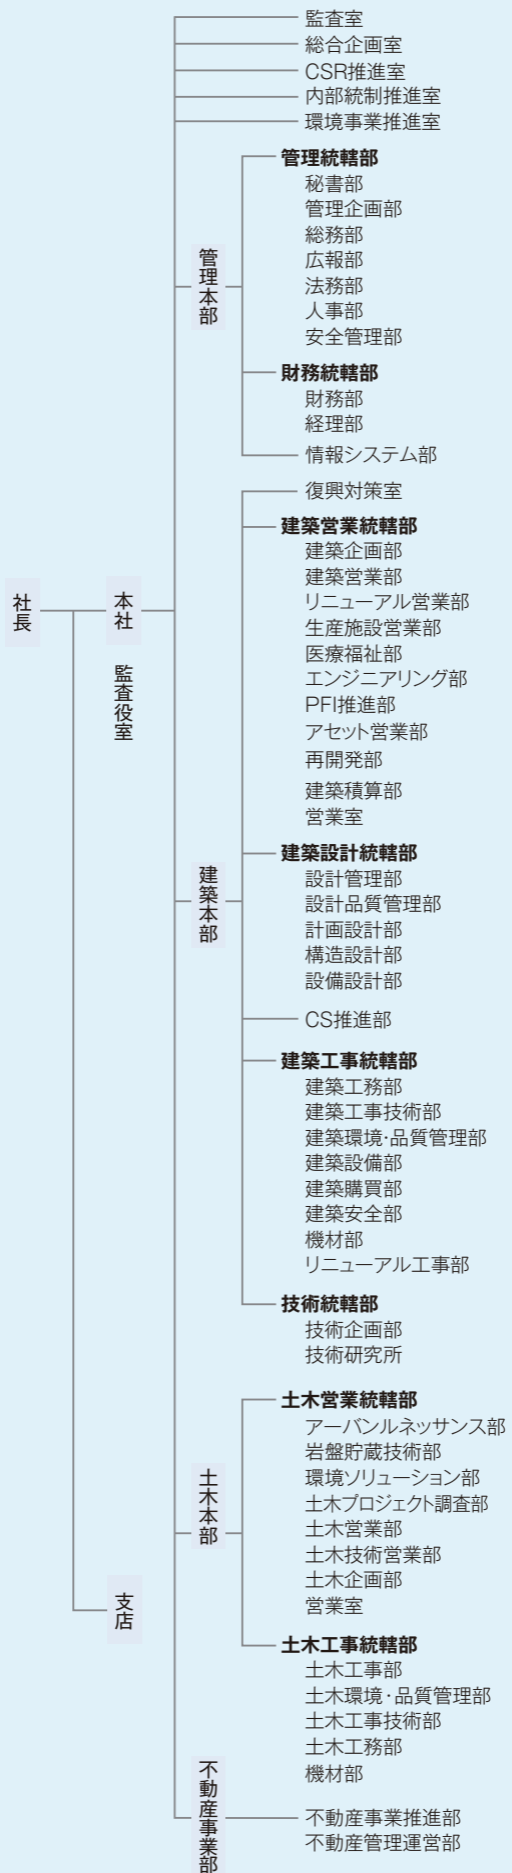 社長
本社
監査役室
支店
監査室
総合企画室
CSR推進室
内部統制推進室
環境事業推進室
管理本部
管理統轄部
秘書部
管理企画部
総務部
広報部
法務部
人事部
安全管理部
財務統轄部
財務部
経理部
情報システム部
建築本部
復興対策室
建築営業統轄部
建築企画部
建築営業部
リニューアル営業部
生産施設営業部
医療福祉部
エンジニアリング部
PFI推進部
アセット営業部
再開発部
建築積算部
営業室
建築設計統轄部
設計管理部
設計品質管理部
計画設計部
構造設計部
設備設計部
CS推進部
建築工事統轄部
建築工務部
建築工事技術部
建築環境・品質管理部
建築設備部
建築購買部
建築安全部
機材部
リニューアル工事部
技術統轄部
技術企画部
技術研究所
土木本部
土木営業統轄部
アーバンルネッサンス部
岩盤貯蔵技術部
環境ソリューション部
土木プロジェクト調査部
土木営業部
土木技術営業部
土木企画部
営業室
土木工事統轄部
土木工事部
土木環境・品質管理部
土木工事技術部
土木工務部
機材部
不動産事業部
不動産事業推進部
不動産管理運営部